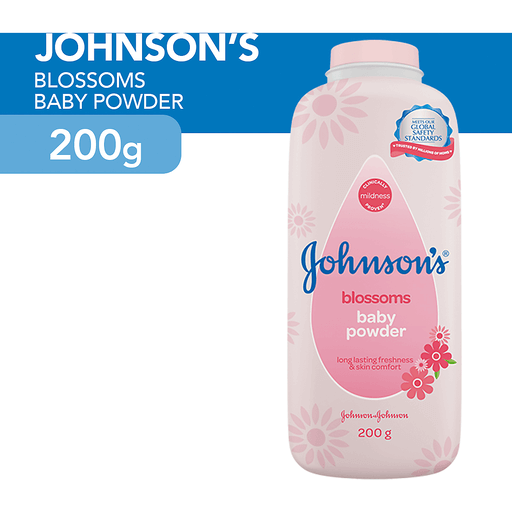 JOHNSON'S
BLOSSOMS
BABY POWDER
200g
MEETS OUR
GLOBAL
SAFETY
STANDARDS
TRUSTED BY MILLIONS OF MOMS
CLINICALLY
mildness
PROVEN
Johnson's®
blossoms
baby
powder
long lasting freshness
& skin comfort
Johnson & Johnson
200 g